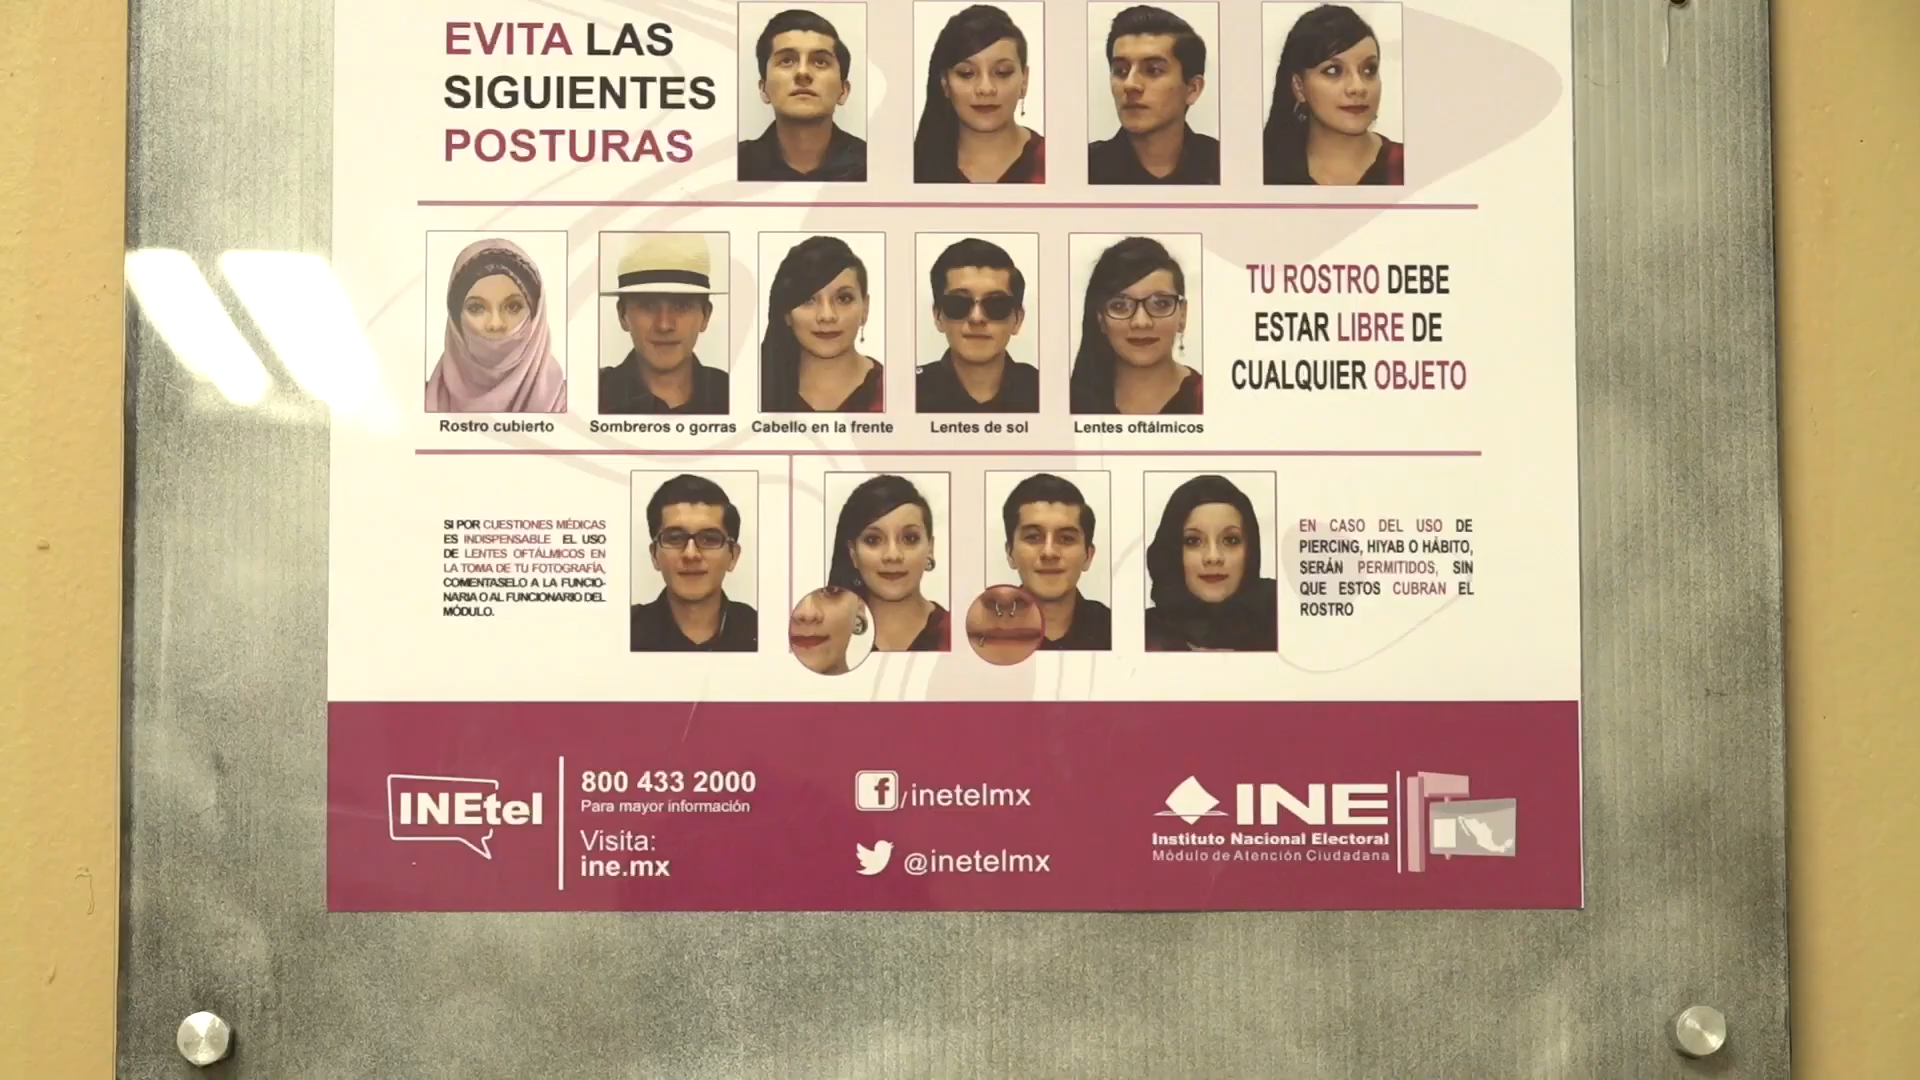 EVITA LAS
SIGUIENTES
POSTURAS
Rostro cubierto
Sombreros o gorras
Cabello en la frente
Lentes de sol
Lentes oftálmicos
TU ROSTRO DEBE
ESTAR LIBRE DE
CUALQUIER OBJETO
SI POR CUESTIONES MÉDICAS
ES INDISPENSABLE EL USO
DE LENTES OFTÁLMICOS EN
LA TOMA DE TU FOTOGRAFÍA,
COMENTASELO A LA FUNCIO-
NARIA O AL FUNCIONARIO DEL
MÓDULO.
EN CASO DEL USO DE
PIERCING, HIYAB O HÁBITO,
SERÁN PERMITIDOS, SIN
QUE ESTOS CUBRAN EL
ROSTRO
INEtel
800 433 2000
Para mayor información
Visita:
ine.mx
f/inetelmx
@inetelmx
INE
Instituto Nacional Electoral
Módulo de Atención Ciudadana